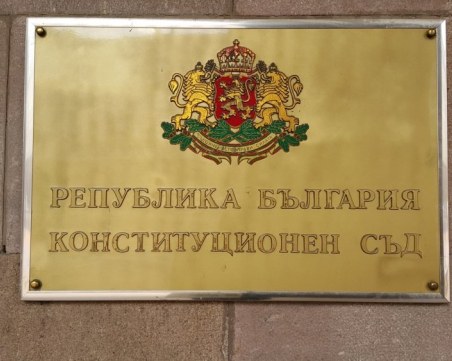 РЕПУБЛИКА БЪЛГАРИЯ
КОНСТИТУЦИОНЕН СЪД